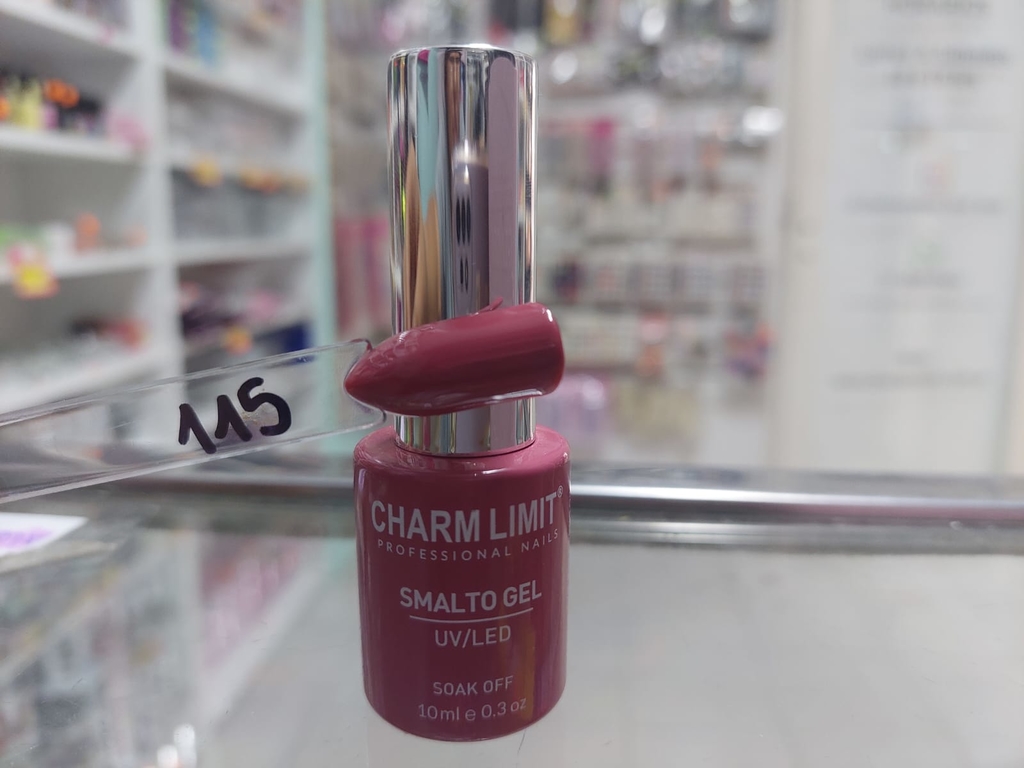 115
CHARM LIMIT®
PROFESSIONAL NAILS
SMALTO GEL
UV/LED
SOAK OFF
10ml e 0.3 oz